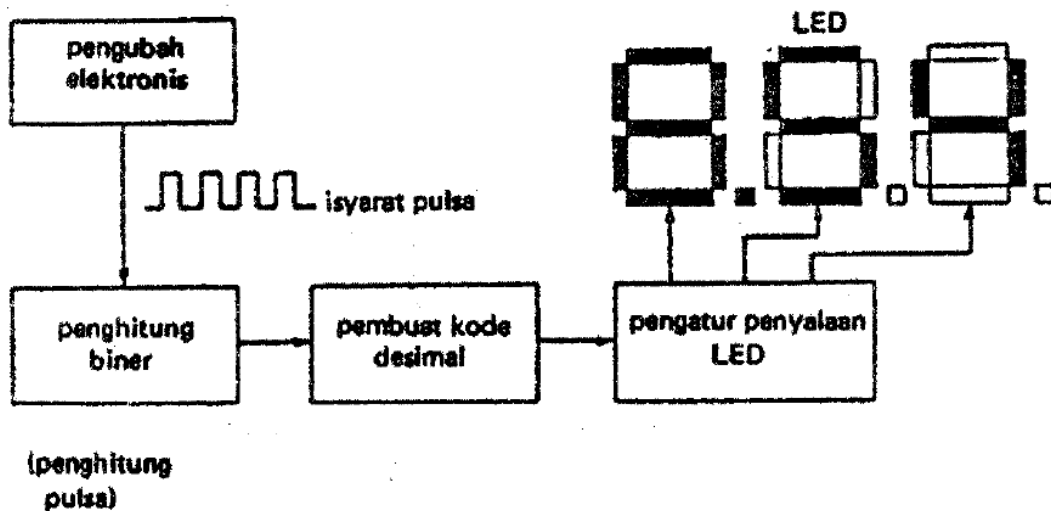 pengubah
elektronis
LED
isyarat pulsa
penghitung
biner
pembuat kode
desimal
pengatur penyalaan
LED
(penghitung
pulsa)